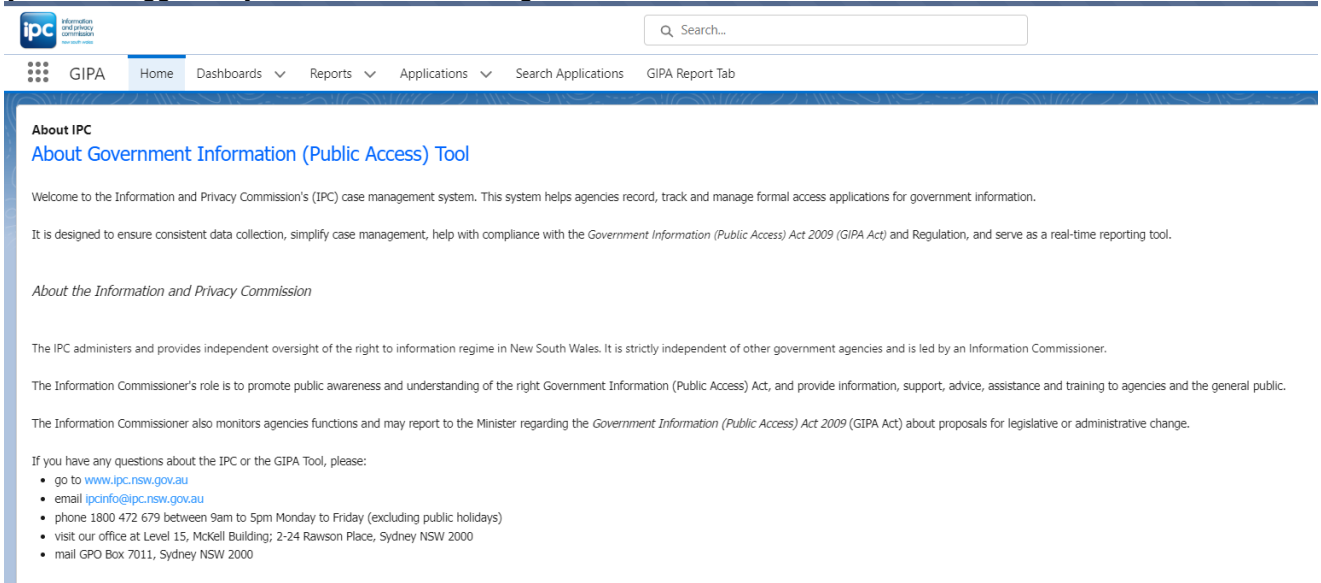 ipc information and privacy commission new south wales
Search...
GIPA Home Dashboards Reports Applications Search Applications GIPA Report Tab
About IPC
About Government Information (Public Access) Tool
Welcome to the Information and Privacy Commission's (IPC) case management system. This system helps agencies record, track and manage formal access applications for government information.
It is designed to ensure consistent data collection, simplify case management, help with compliance with the Government Information (Public Access) Act 2009 (GIPA Act) and Regulation, and serve as a real-time reporting tool.
About the Information and Privacy Commission
The IPC administers and provides independent oversight of the right to information regime in New South Wales. It is strictly independent of other government agencies and is led by an Information Commissioner.
The Information Commissioner's role is to promote public awareness and understanding of the right Government Information (Public Access) Act, and provide information, support, advice, assistance and training to agencies and the general public.
The Information Commissioner also monitors agencies functions and may report to the Minister regarding the Government Information (Public Access) Act 2009 (GIPA Act) about proposals for legislative or administrative change.
If you have any questions about the IPC or the GIPA Tool, please:
• go to www.ipc.nsw.gov.au
• email ipcinfo@ipc.nsw.gov.au
• phone 1800 472 679 between 9am to 5pm Monday to Friday (excluding public holidays)
• visit our office at Level 15, McKell Building; 2-24 Rawson Place, Sydney NSW 2000
• mail GPO Box 7011, Sydney NSW 2000